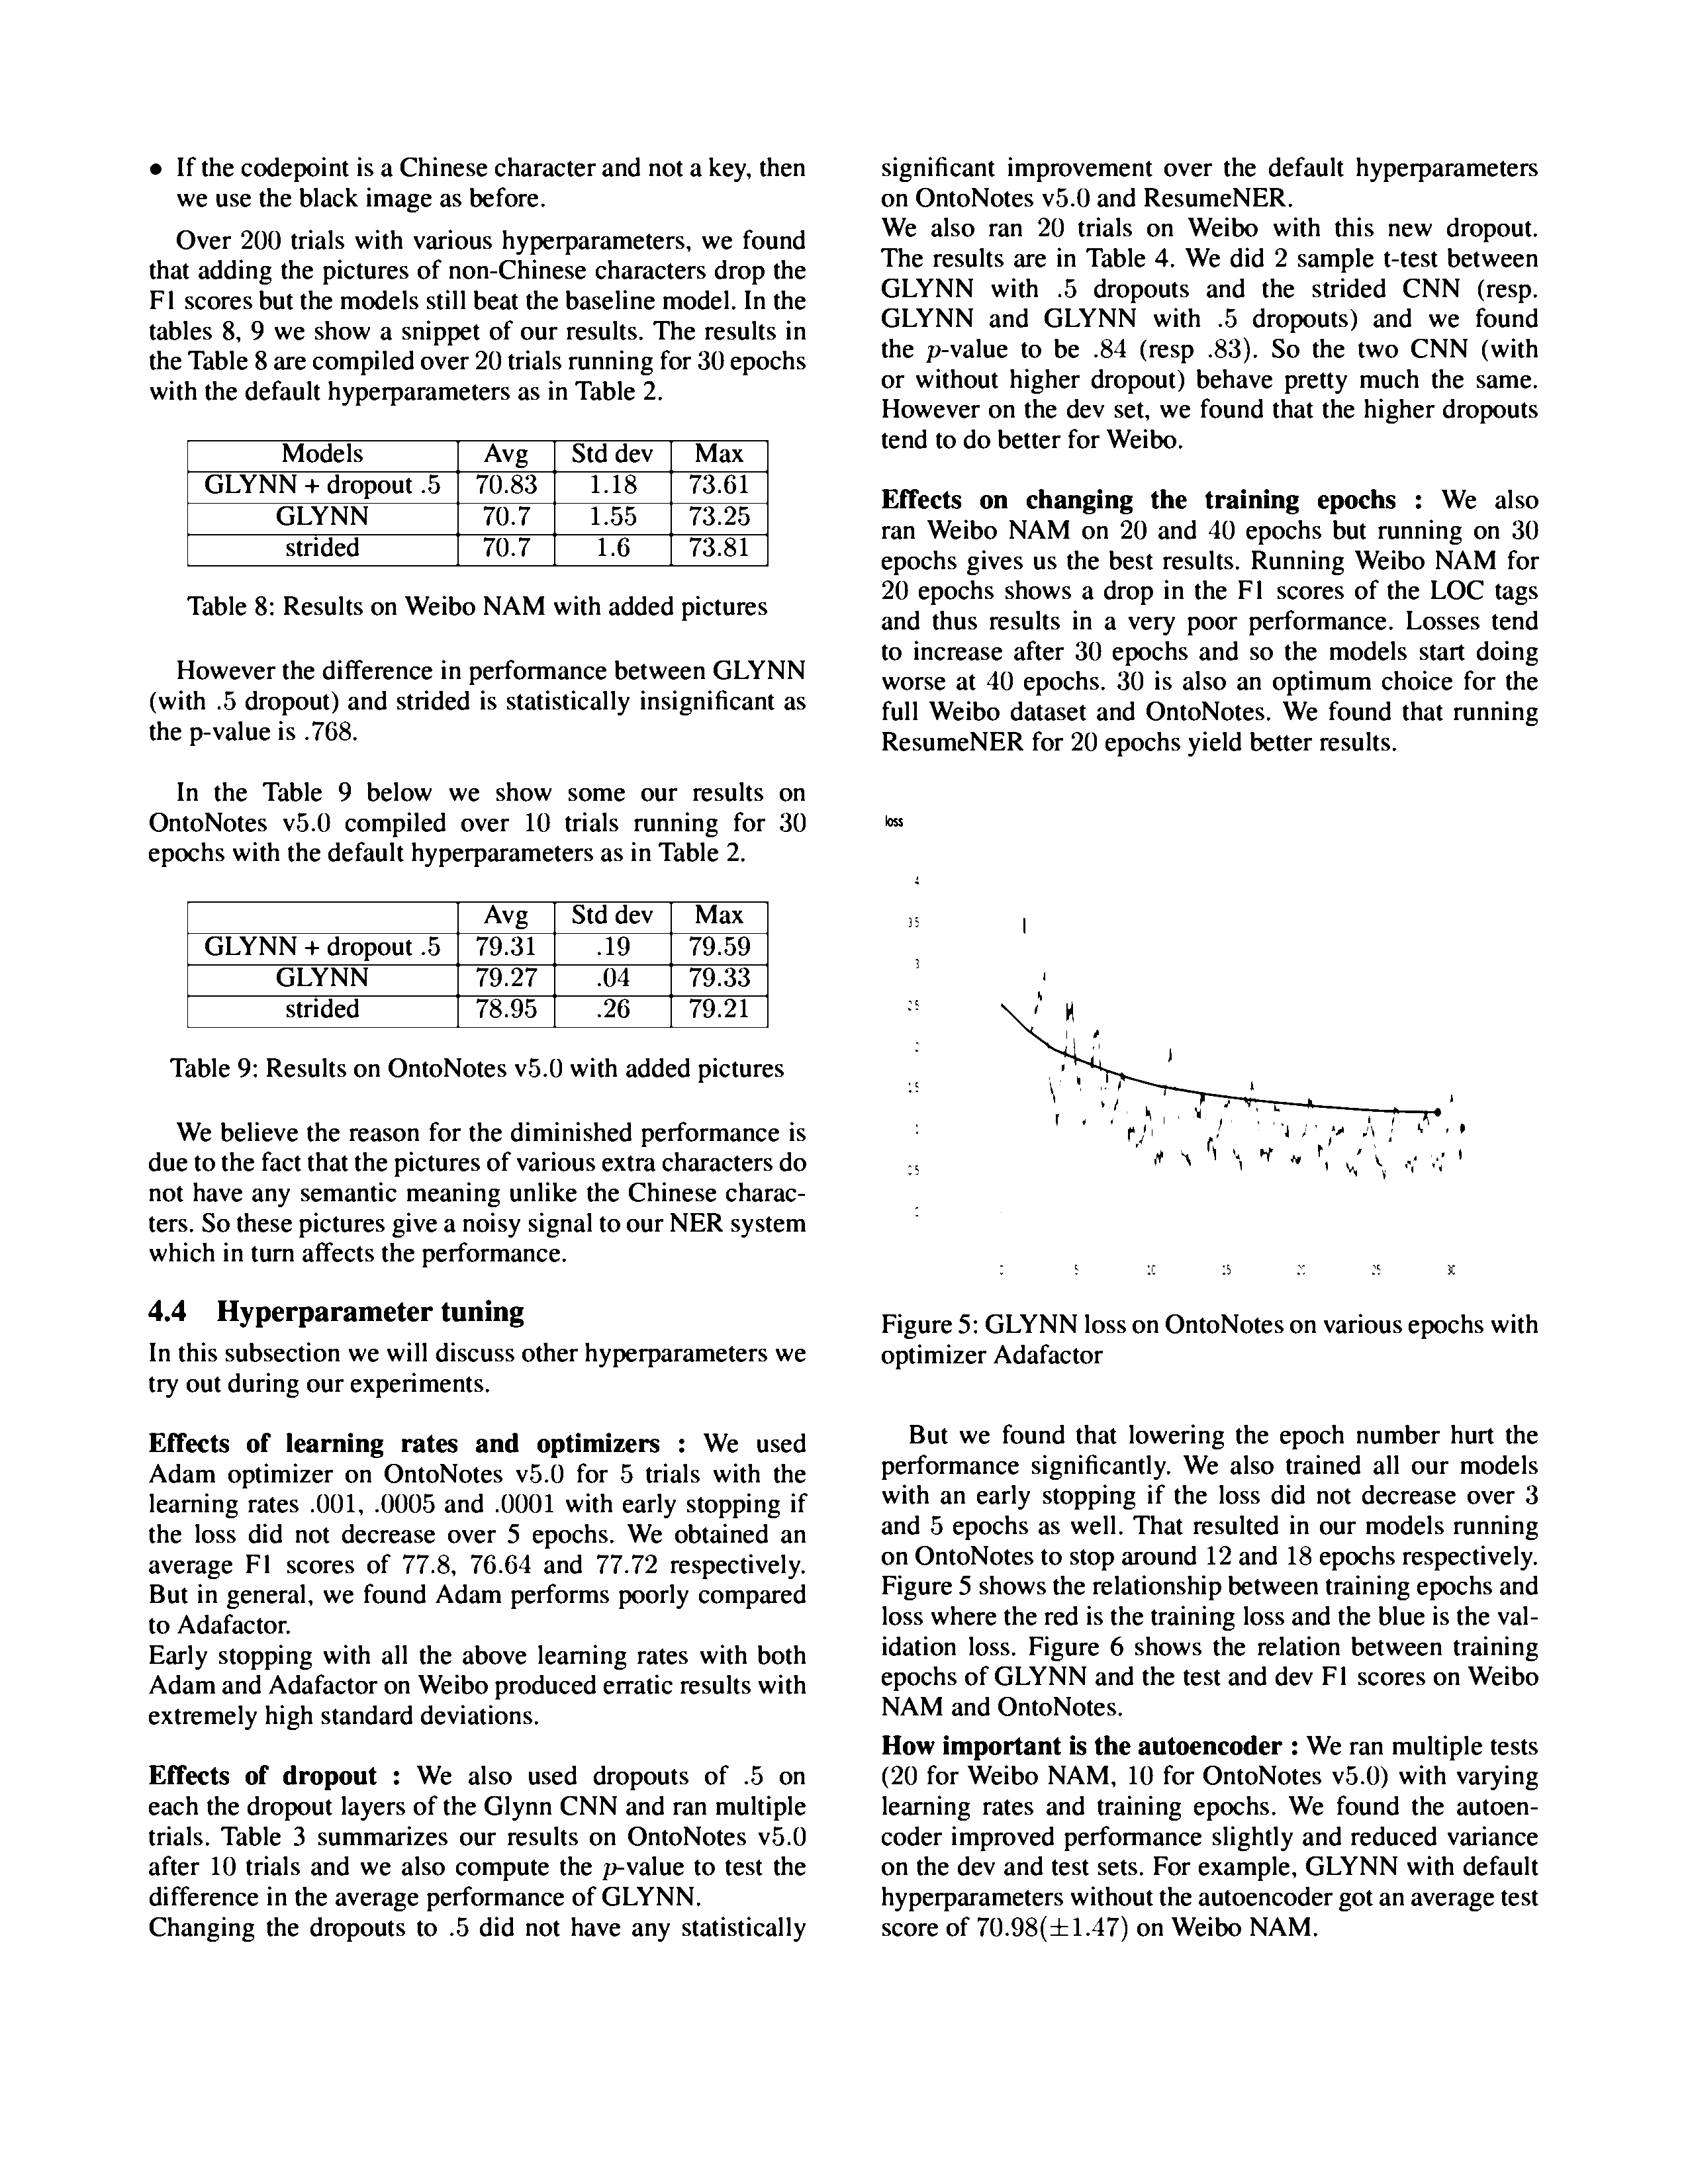 • If the codepoint is a Chinese character and not a key, then
we use the black image as before.
Over 200 trials with various hyperparameters, we found
that adding the pictures of non-Chinese characters drop the
F1 scores but the models still beat the baseline model. In the
tables 8, 9 we show a snippet of our results. The results in
the Table 8 are compiled over 20 trials running for 30 epochs
with the default hyperparameters as in Table 2.
Models Avg Std dev Max
GLYNN + dropout .5 70.83 1.18 73.61
GLYNN 70.7 1.55 73.25
strided 70.7 1.6 73.81
Table 8: Results on Weibo NAM with added pictures
However the difference in performance between GLYNN
(with .5 dropout) and strided is statistically insignificant as
the p-value is .768.
In the Table 9 below we show some our results on
OntoNotes v5.0 compiled over 10 trials running for 30
epochs with the default hyperparameters as in Table 2.
Avg Std dev Max
GLYNN + dropout .5 79.31 .19 79.59
GLYNN 79.27 .04 79.33
strided 78.95 .26 79.21
Table 9: Results on OntoNotes v5.0 with added pictures
We believe the reason for the diminished performance is
due to the fact that the pictures of various extra characters do
not have any semantic meaning unlike the Chinese charac-
ters. So these pictures give a noisy signal to our NER system
which in turn affects the performance.
4.4 Hyperparameter tuning
In this subsection we will discuss other hyperparameters we
try out during our experiments.
Effects of learning rates and optimizers : We used
Adam optimizer on OntoNotes v5.0 for 5 trials with the
learning rates .001, .0005 and .0001 with early stopping if
the loss did not decrease over 5 epochs. We obtained an
average F1 scores of 77.8, 76.64 and 77.72 respectively.
But in general, we found Adam performs poorly compared
to Adafactor.
Early stopping with all the above learning rates with both
Adam and Adafactor on Weibo produced erratic results with
extremely high standard deviations.
Effects of dropout : We also used dropouts of .5 on
each the dropout layers of the Glynn CNN and ran multiple
trials. Table 3 summarizes our results on OntoNotes v5.0
after 10 trials and we also compute the p-value to test the
difference in the average performance of GLYNN.
Changing the dropouts to .5 did not have any statistically
significant improvement over the default hyperparameters
on OntoNotes v5.0 and ResumeNER.
We also ran 20 trials on Weibo with this new dropout.
The results are in Table 4. We did 2 sample t-test between
GLYNN with .5 dropouts and the strided CNN (resp.
GLYNN and GLYNN with .5 dropouts) and we found
the p-value to be .84 (resp .83). So the two CNN (with
or without higher dropout) behave pretty much the same.
However on the dev set, we found that the higher dropouts
tend to do better for Weibo.
Effects on changing the training epochs : We also
ran Weibo NAM on 20 and 40 epochs but running on 30
epochs gives us the best results. Running Weibo NAM for
20 epochs shows a drop in the F1 scores of the LOC tags
and thus results in a very poor performance. Losses tend
to increase after 30 epochs and so the models start doing
worse at 40 epochs. 30 is also an optimum choice for the
full Weibo dataset and OntoNotes. We found that running
ResumeNER for 20 epochs yield better results.
loss
Figure 5: GLYNN loss on OntoNotes on various epochs with
optimizer Adafactor
But we found that lowering the epoch number hurt the
performance significantly. We also trained all our models
with an early stopping if the loss did not decrease over 3
and 5 epochs as well. That resulted in our models running
on OntoNotes to stop around 12 and 18 epochs respectively.
Figure 5 shows the relationship between training epochs and
loss where the red is the training loss and the blue is the val-
idation loss. Figure 6 shows the relation between training
epochs of GLYNN and the test and dev F1 scores on Weibo
NAM and OntoNotes.
How important is the autoencoder : We ran multiple tests
(20 for Weibo NAM, 10 for OntoNotes v5.0) with varying
learning rates and training epochs. We found the autoen-
coder improved performance slightly and reduced variance
on the dev and test sets. For example, GLYNN with default
hyperparameters without the autoencoder got an average test
score of 70.98(±1.47) on Weibo NAM.